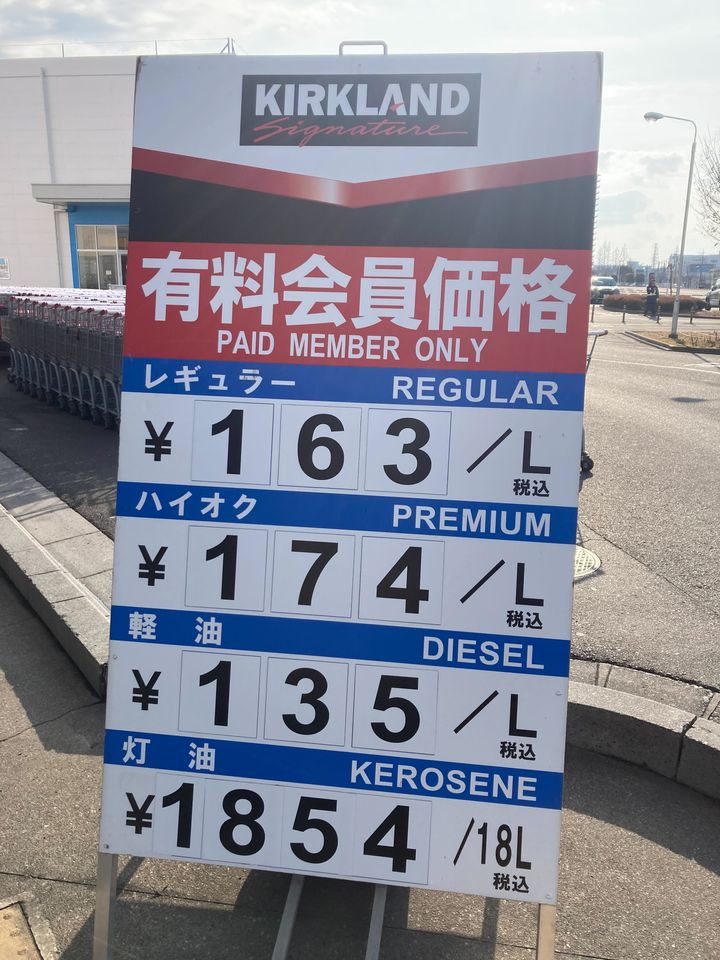 KIRKLAND
Signature
有料会員価格
PAID MEMBER ONLY
レギュラー REGULAR
¥163/L
税込
ハイオク PREMIUM
¥174/L
税込
軽油 DIESEL
¥135/L
税込
灯油 KEROSENE
¥1854/18L
税込